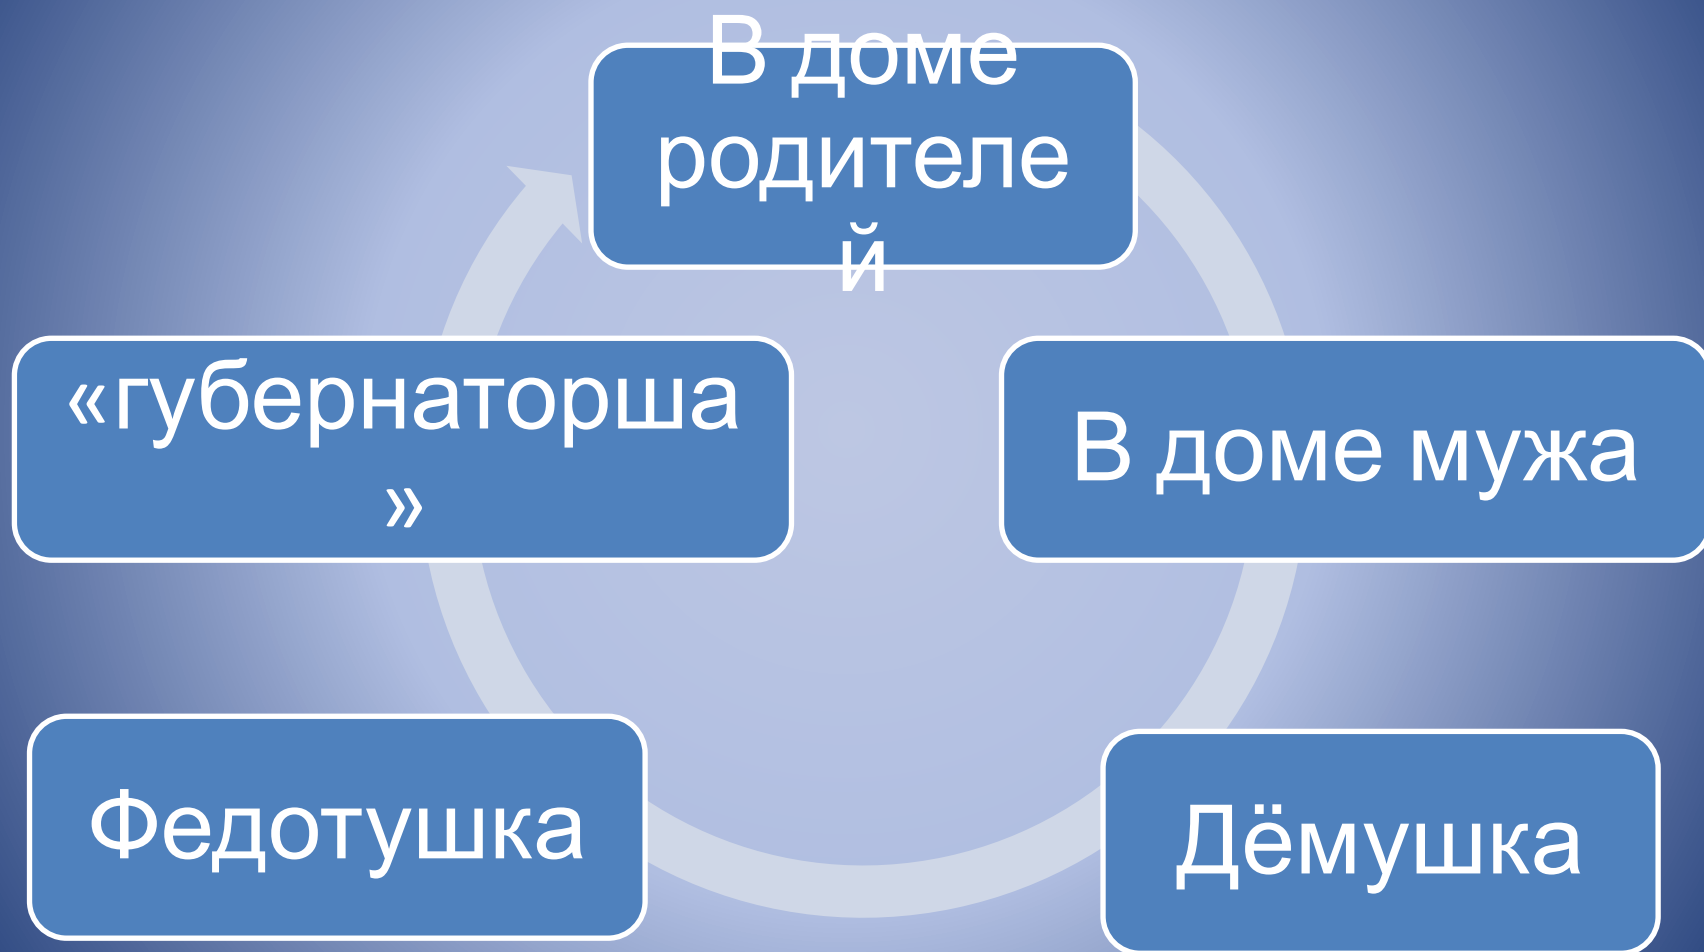 В доме
родителе
й
«губернаторша
»
В доме мужа
Федотушка
Дёмушка